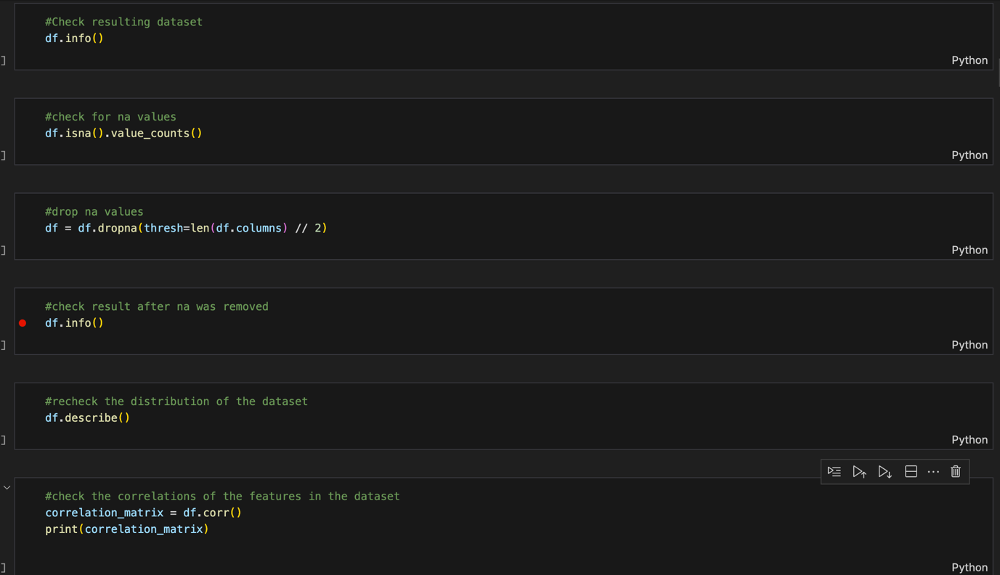 #Check resulting dataset
df.info()
]
Python
#check for na values
df.isna().value_counts()
]
Python
#drop na values
df = df.dropna(thresh=len(df.columns) // 2)
]
Python
#check result after na was removed
df.info()
]
Python
#recheck the distribution of the dataset
df.describe()
]
Python
#check the correlations of the features in the dataset
correlation_matrix = df.corr()
print(correlation_matrix)
]
Python